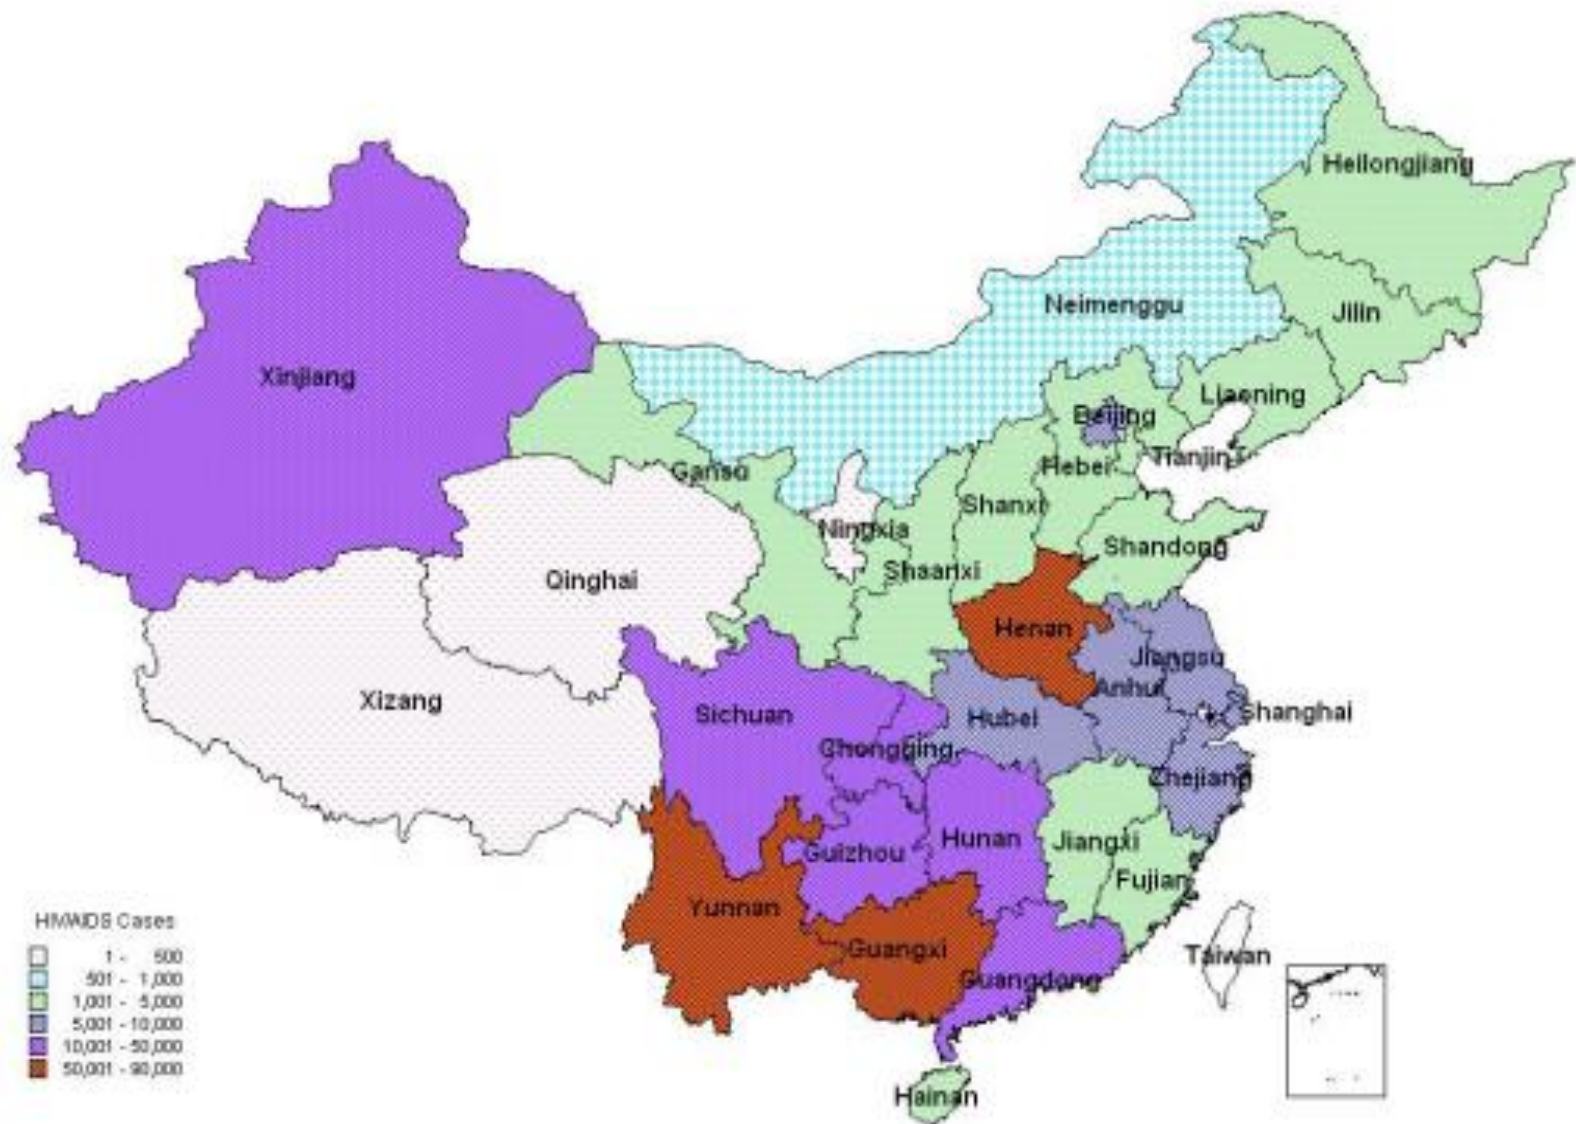 Heilongjiang
Neimenggu
Jilin
Xinjiang
Liaoning
Beijing
Tianjin
Hebei
Gansu
Shanxi
Ningxia
Shandong
Shaanxi
Qinghai
Henan
Jiangsu
Anhui
Xizang
Sichuan
Hubei
Shanghai
Chongqing
Zhejiang
Hunan
Jiangxi
Guizhou
Fujian
Yunnan
Guangxi
Taiwan
Guangdong
Hainan
HIV/AIDS Cases
1 - 500
501 - 1,000
1,001 - 5,000
5,001 - 10,000
10,001 - 50,000
50,001 - 90,000